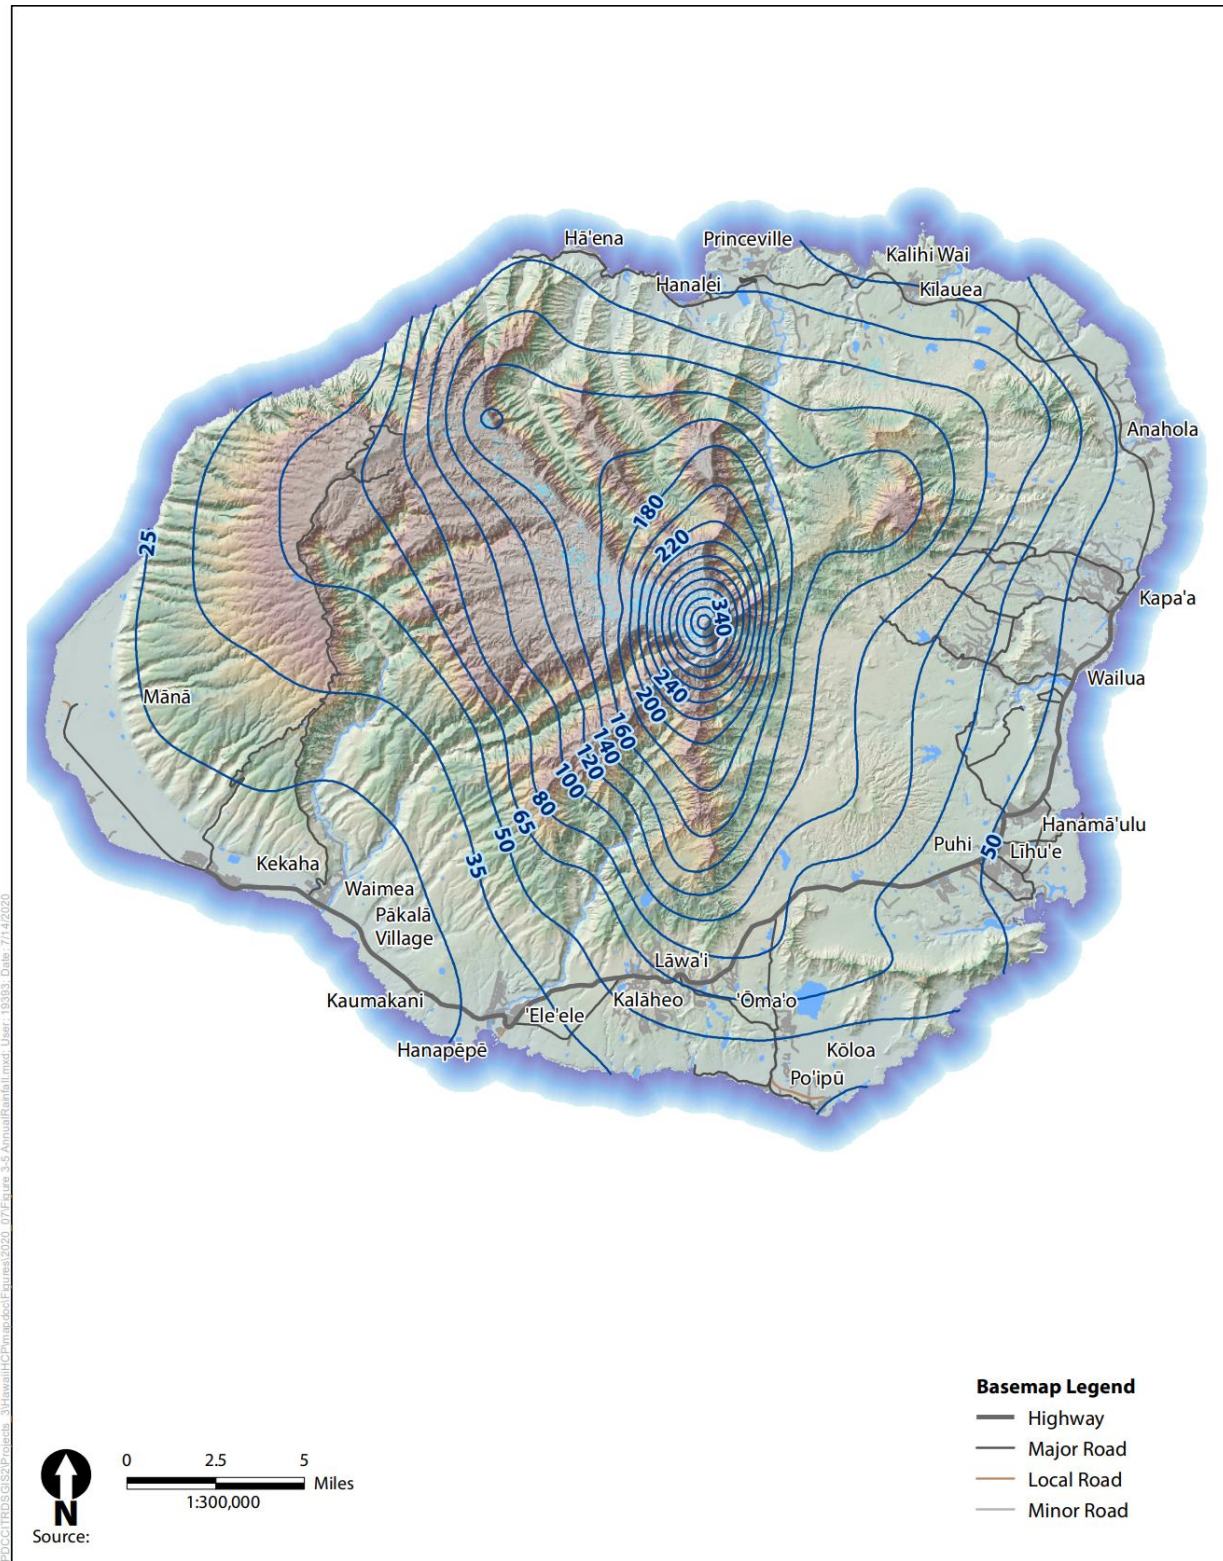 Hā'ena
Princeville
Kalihi Wai
Hanalei
Kīlauea
Anahola
180
25
220
Kapa'a
340
Wailua
Mānā
240
200
160
140
120
100
80
65
50
35
Hanamā'ulu
Puhi
50
Līhu'e
Kekaha
Waimea
Pākalā
Village
Lāwa'i
Kaumakani
'Ele'ele
Kalāheo
'Ōma'o
Hanapēpē
Kōloa
Po'ipū
Basemap Legend
Highway
Major Road
Local Road
Minor Road
0 2.5 5
Miles
1:300,000
N
Source: